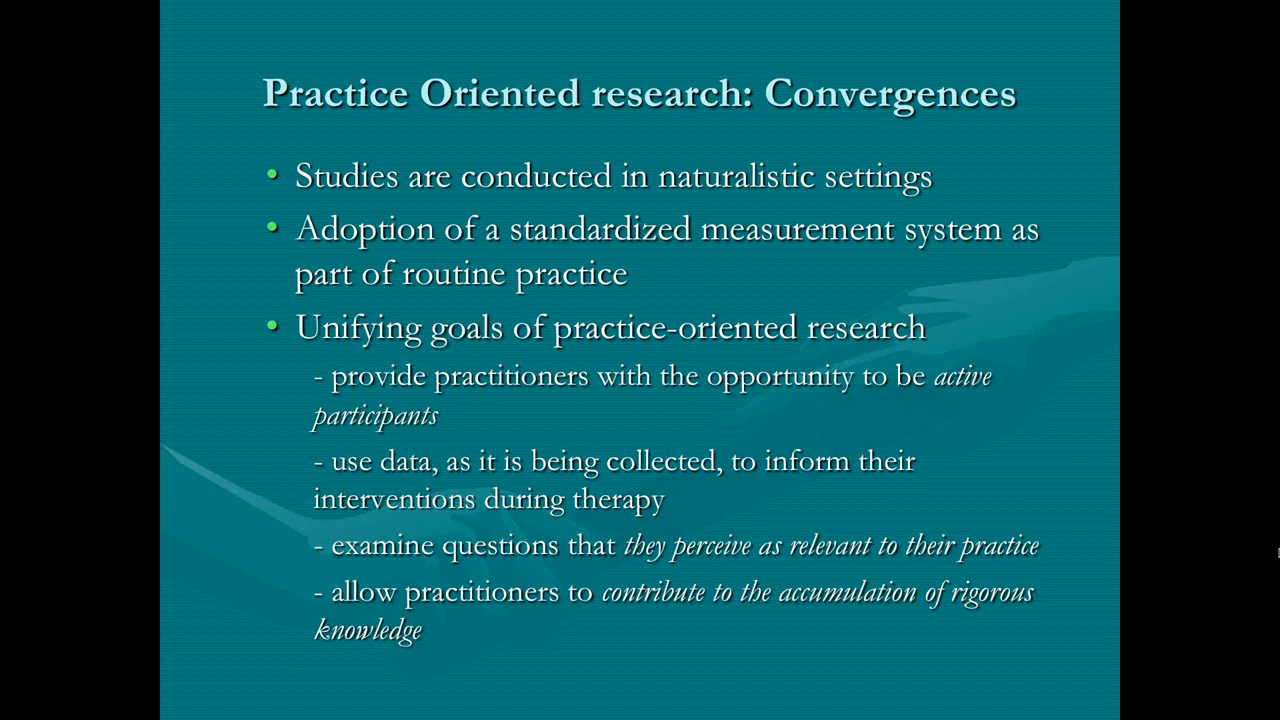 Practice Oriented research: Convergences
• Studies are conducted in naturalistic settings
• Adoption of a standardized measurement system as
part of routine practice
• Unifying goals of practice-oriented research
- provide practitioners with the opportunity to be active
participants
- use data, as it is being collected, to inform their
interventions during therapy
- examine questions that they perceive as relevant to their practice
- allow practitioners to contribute to the accumulation of rigorous
knowledge